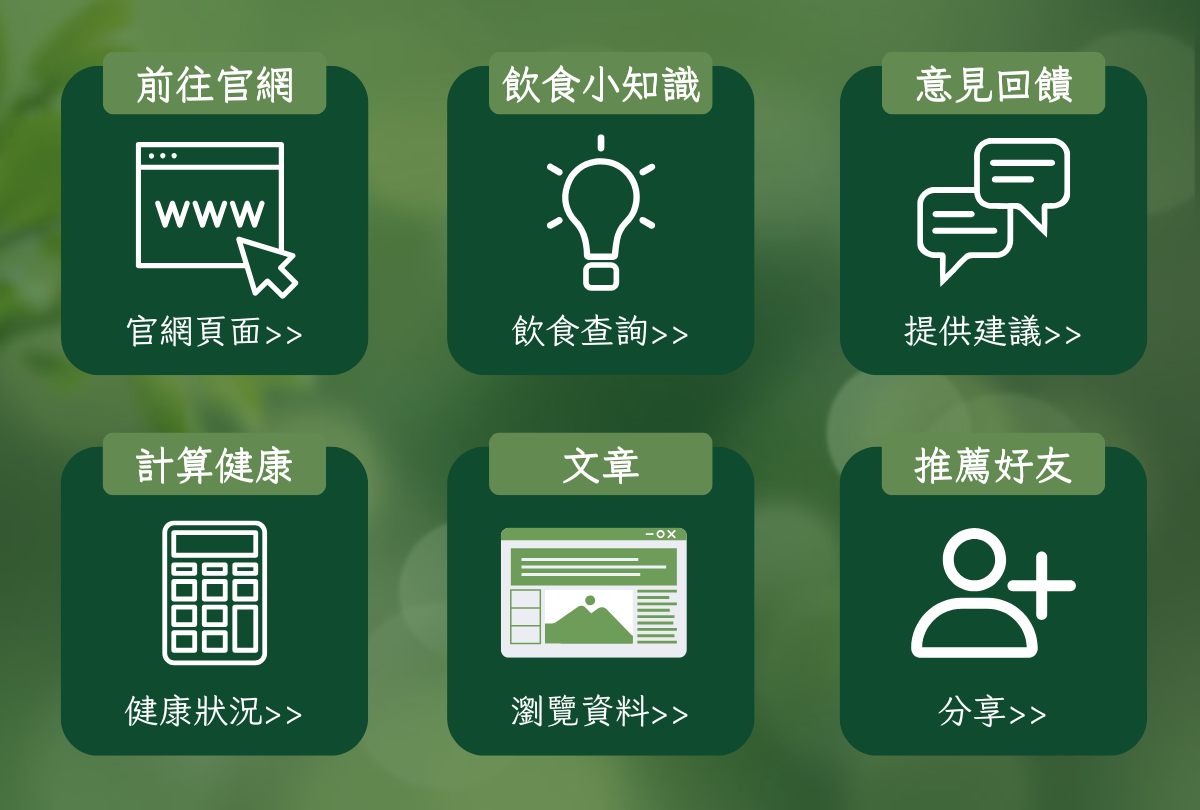 前往官網
飲食小知識
意見回饋
WWW
官網頁面>>
飲食查詢>>
提供建議>>
計算健康
文章
推薦好友
健康狀況>>
瀏覽資料>>
分享>>